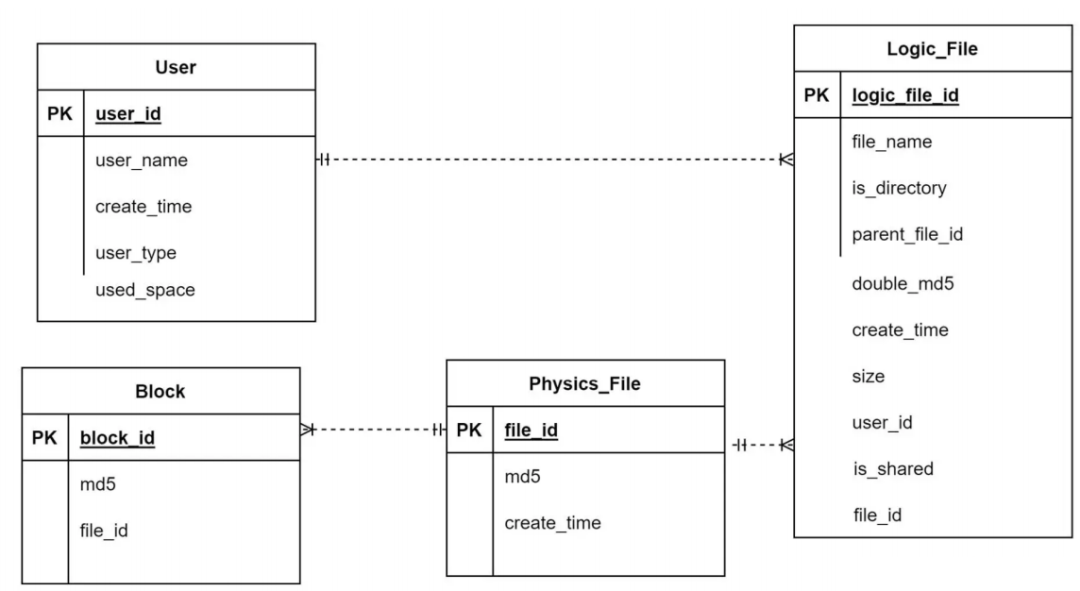 User
PK user_id
user_name
create_time
user_type
used_space
Logic_File
PK logic_file_id
file_name
is_directory
parent_file_id
double_md5
create_time
size
user_id
is_shared
file_id
Block
PK block_id
md5
file_id
Physics_File
PK file_id
md5
create_time